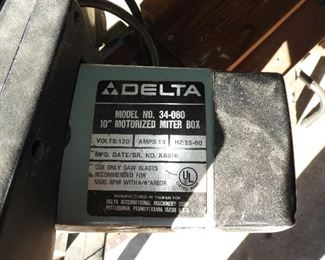 DELTA
MODEL NO. 34-080
10" MOTORIZED MITER BOX
VOLTS:120 AMPS:13 HZ:25-60
MFG. DATE/SR. NO. K8816
USE ONLY SAW BLADES
RECOMMENDED FOR
5500 RPM WITH 5/8" ARBOR
UL
MANUFACTURED IN TAIWAN FOR
DELTA INTERNATIONAL MACHINERY CORP.
PITTSBURGH, PENNSYLVANIA 15238 U.S.A.